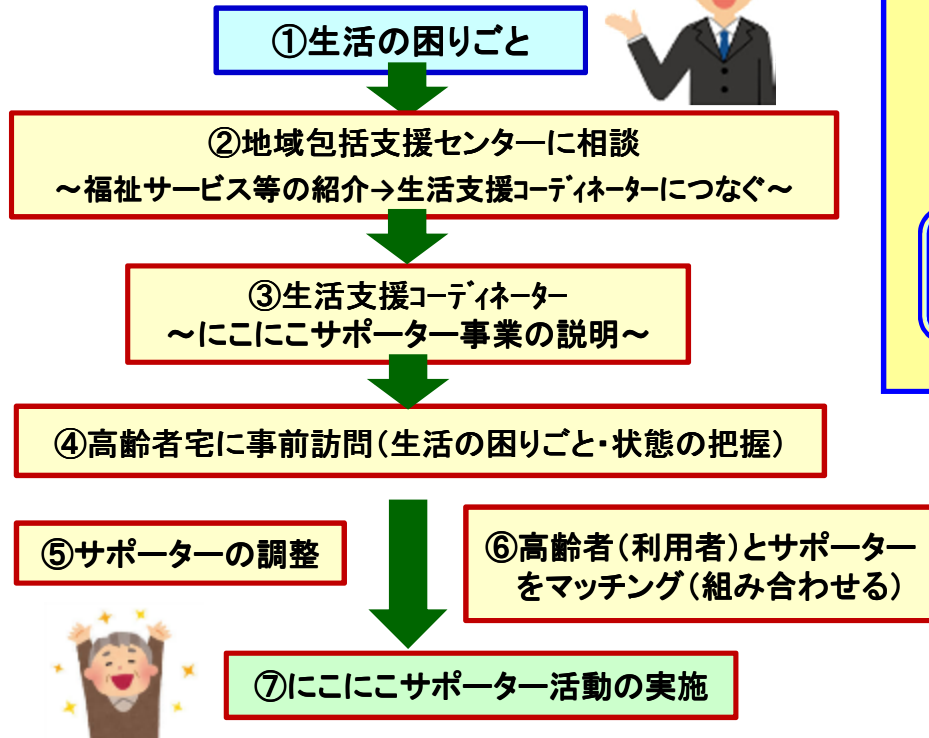 ①生活の困りごと
②地域包括支援センターに相談
～福祉サービス等の紹介→生活支援ｺｰﾃﾞｨﾈｰﾀｰにつなぐ～
③生活支援ｺｰﾃﾞｨﾈｰﾀｰ
～にこにこサポーター事業の説明～
④高齢者宅に事前訪問（生活の困りごと・状態の把握）
⑤サポーターの調整
⑥高齢者（利用者）とサポーター
をマッチング（組み合わせる）
⑦にこにこサポーター活動の実施